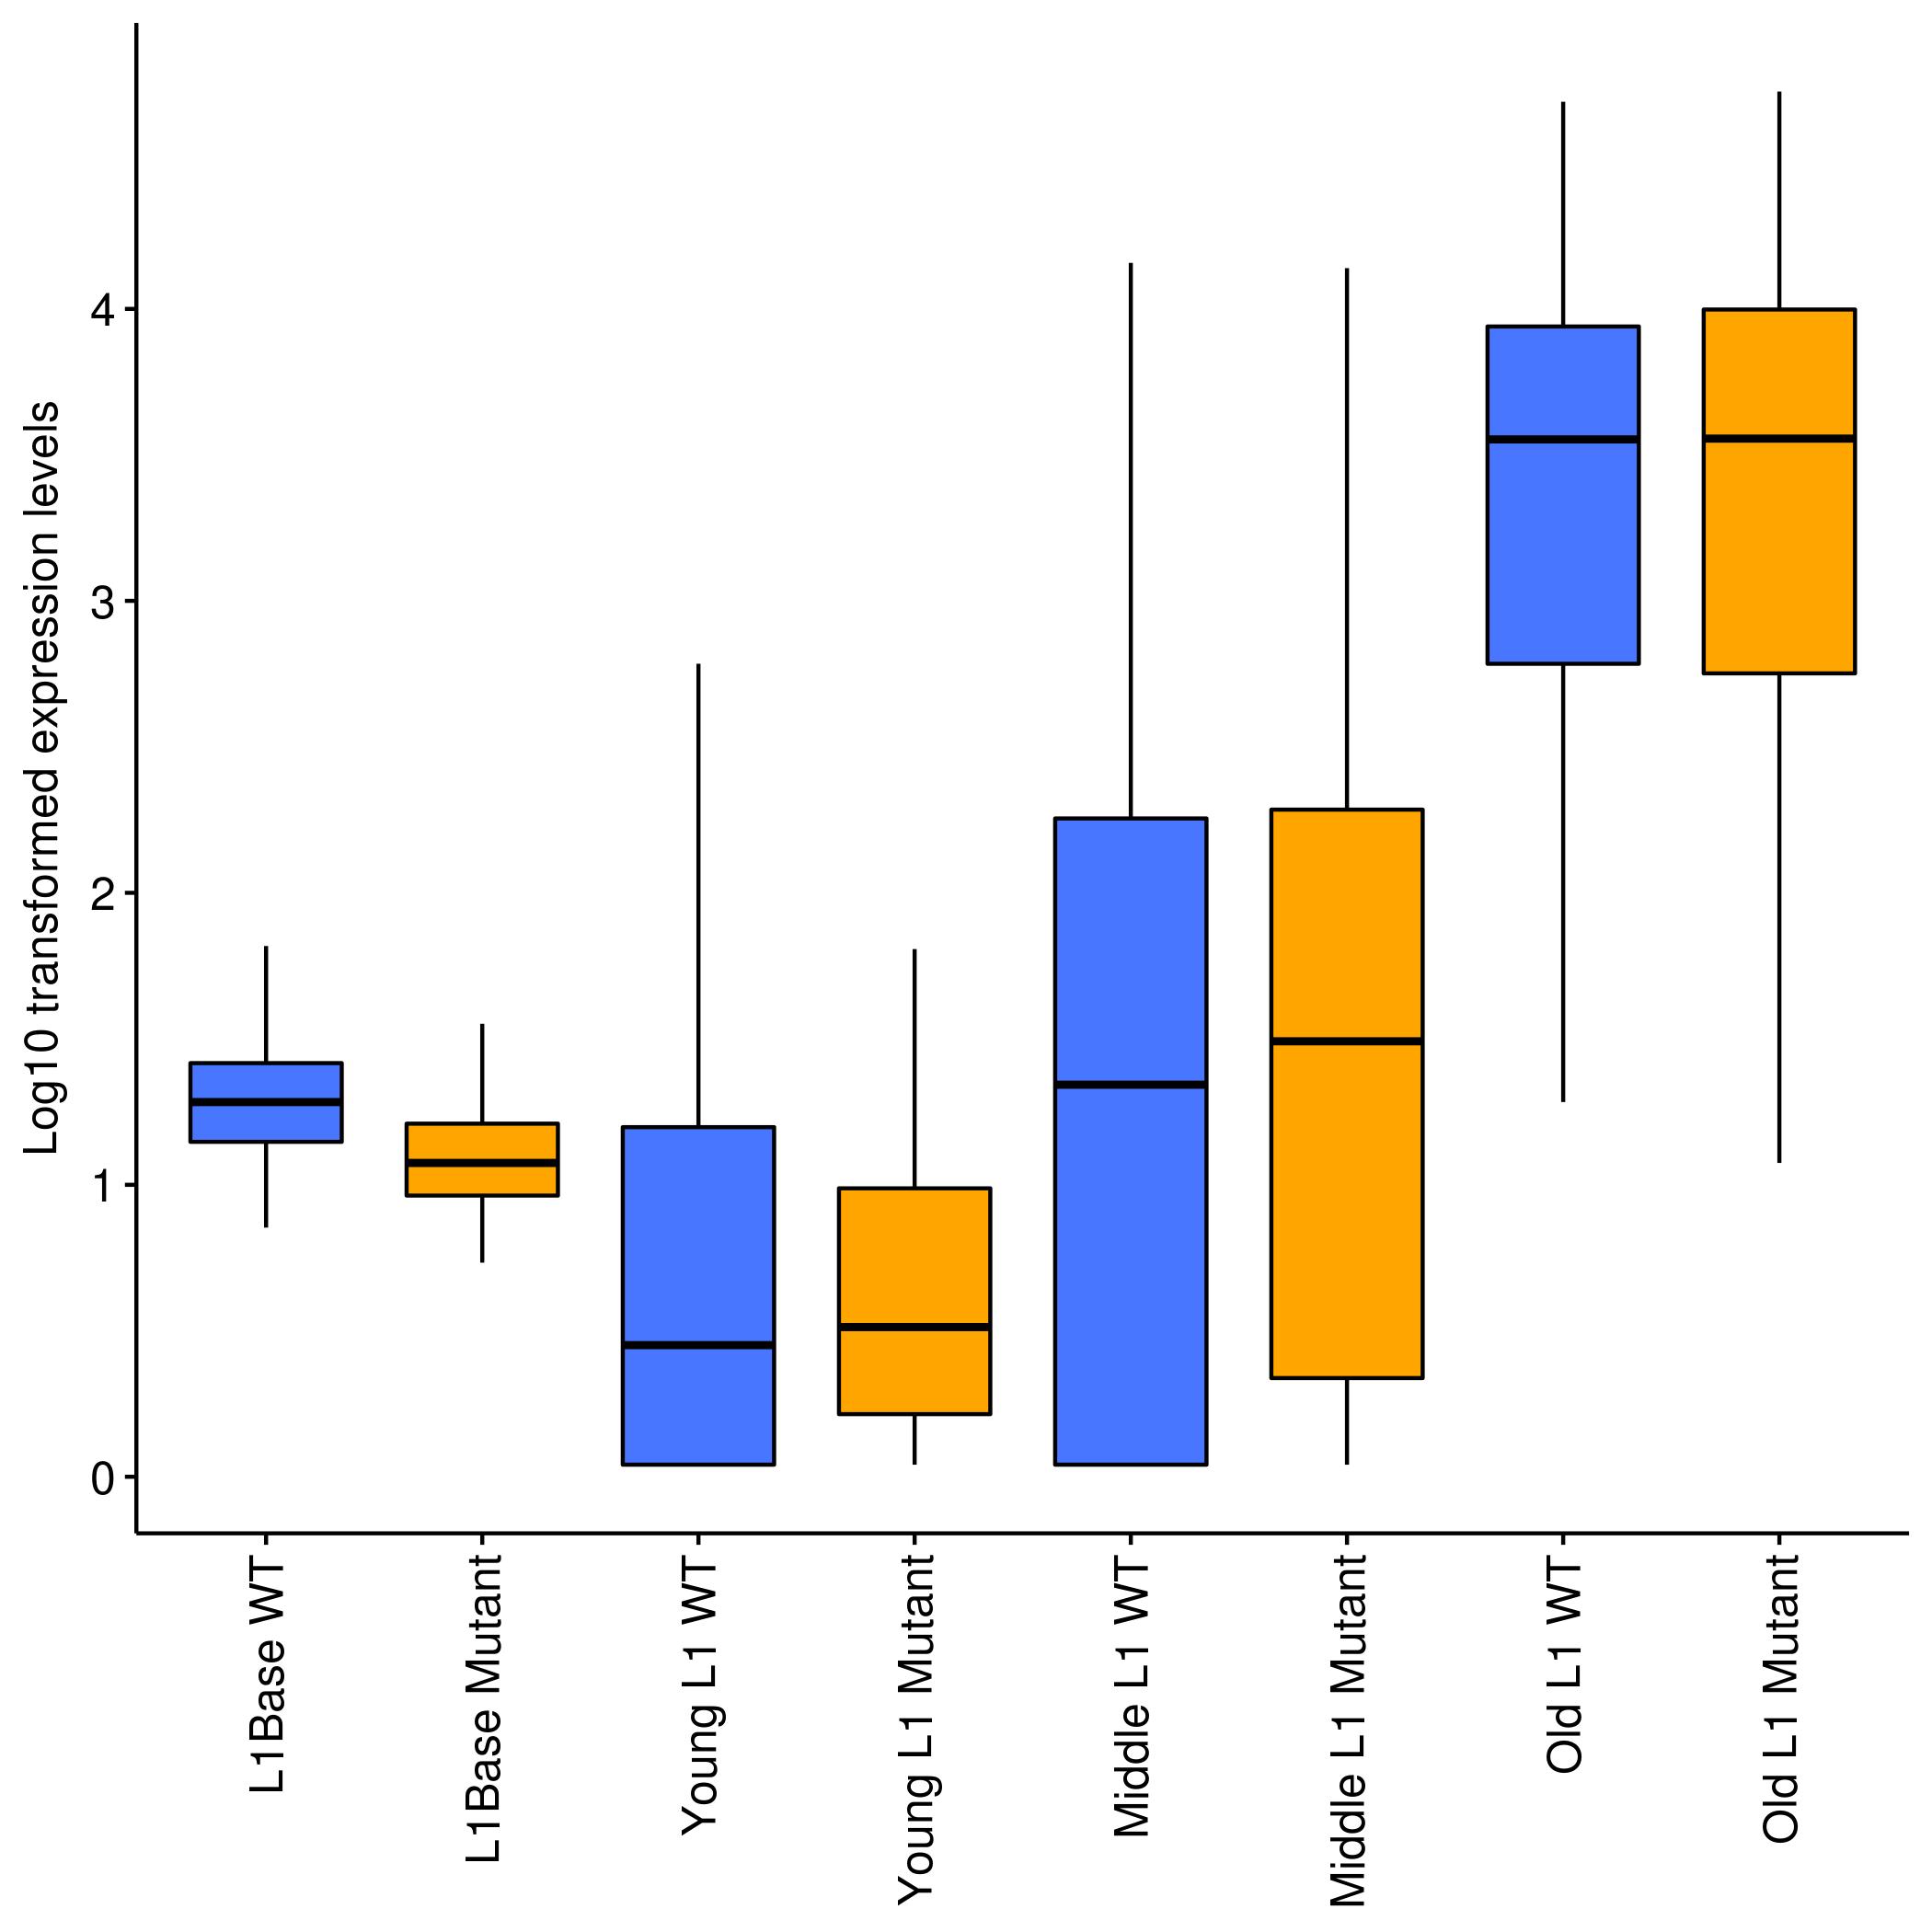 Log10 transformed expression levels
4
3
2
1
0
L1Base WT
L1Base Mutant
Young L1 WT
Young L1 Mutant
Middle L1 WT
Middle L1 Mutant
Old L1 WT
Old L1 Mutant